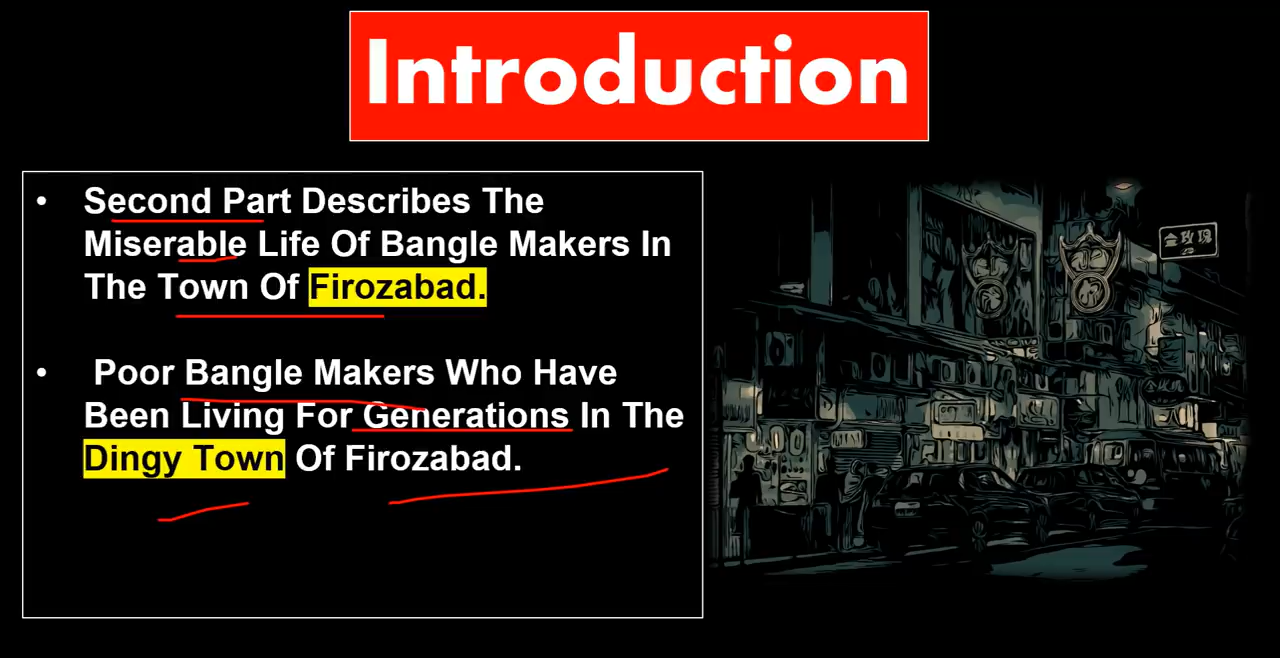 Introduction
• Second Part Describes The
Miserable Life Of Bangle Makers In
The Town Of Firozabad.
• Poor Bangle Makers Who Have
Been Living For Generations In The
Dingy Town Of Firozabad.